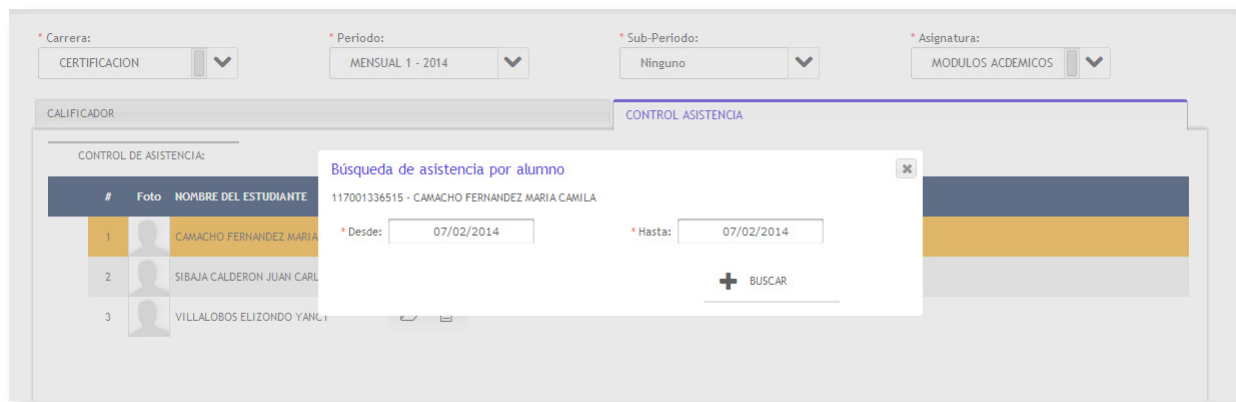 * Carrera: * Periodo: * Sub-Periodo: * Asignatura:
CERTIFICACION MENSUAL 1 - 2014 Ninguno MODULOS ACDEMICOS
CALIFICADOR CONTROL ASISTENCIA
CONTROL DE ASISTENCIA:
Búsqueda de asistencia por alumno
117001336515 - CAMACHO FERNANDEZ MARIA CAMILA
* Desde: 07/02/2014 * Hasta: 07/02/2014
BUSCAR
# Foto NOMBRE DEL ESTUDIANTE
1 CAMACHO FERNANDEZ MARIA
2 SIBAJA CALDERON JUAN CARL
3 VILLALOBOS ELIZONDO YANCY